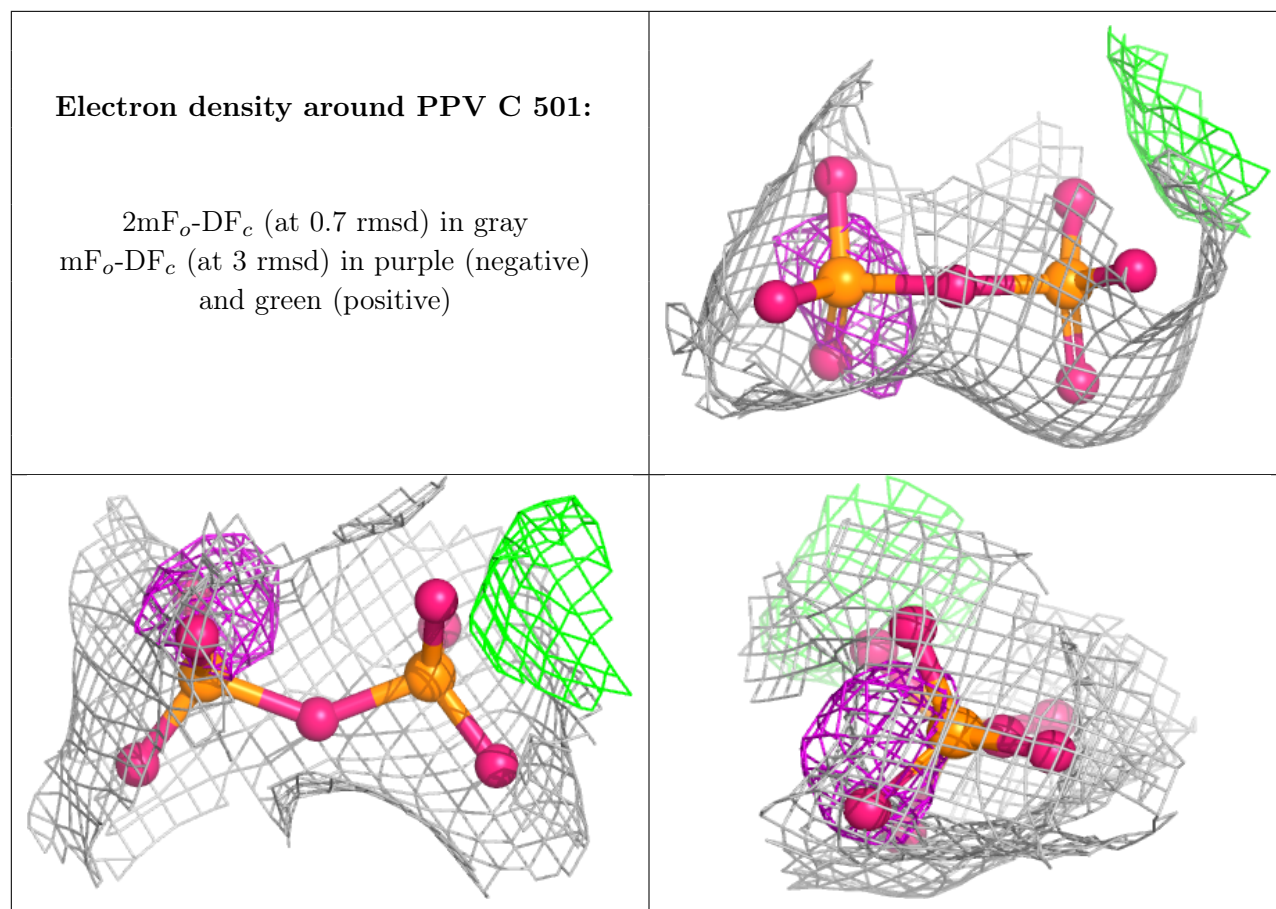 Electron density around PPV C 501:
2mFo-DFc (at 0.7 rmsd) in gray
mFo-DFc (at 3 rmsd) in purple (negative)
and green (positive)